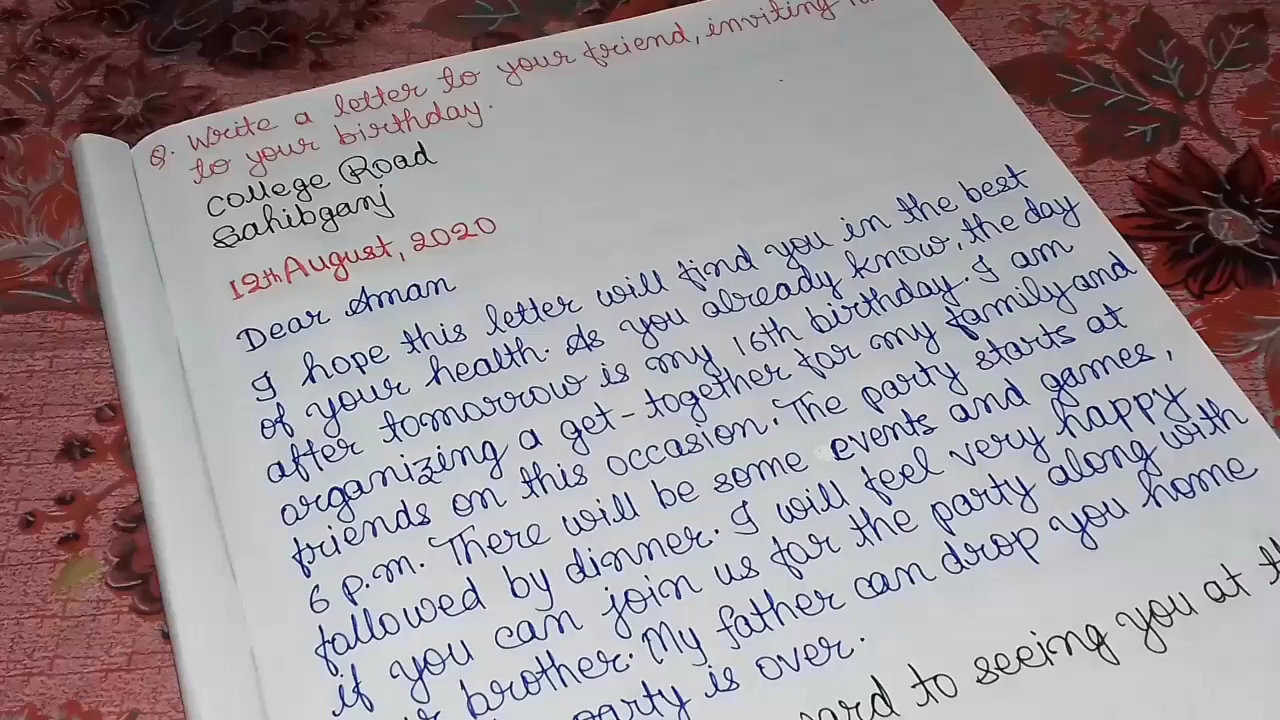 Q. Write a letter to your friend, inviting
to your birthday.
College Road
Sahibganj
12th August, 2020
Dear Aman
I hope this letter will find you in the best
of your health. As you already know, the day
after tomorrow is my 16th birthday. I am
organizing a get-together for my family and
friends on this occasion. The party starts at
6 p.m. There will be some events and games,
followed by dinner. I will feel very happy
if you can join us for the party along with
brother. My father can drop you home
party is over.
to seeing you at